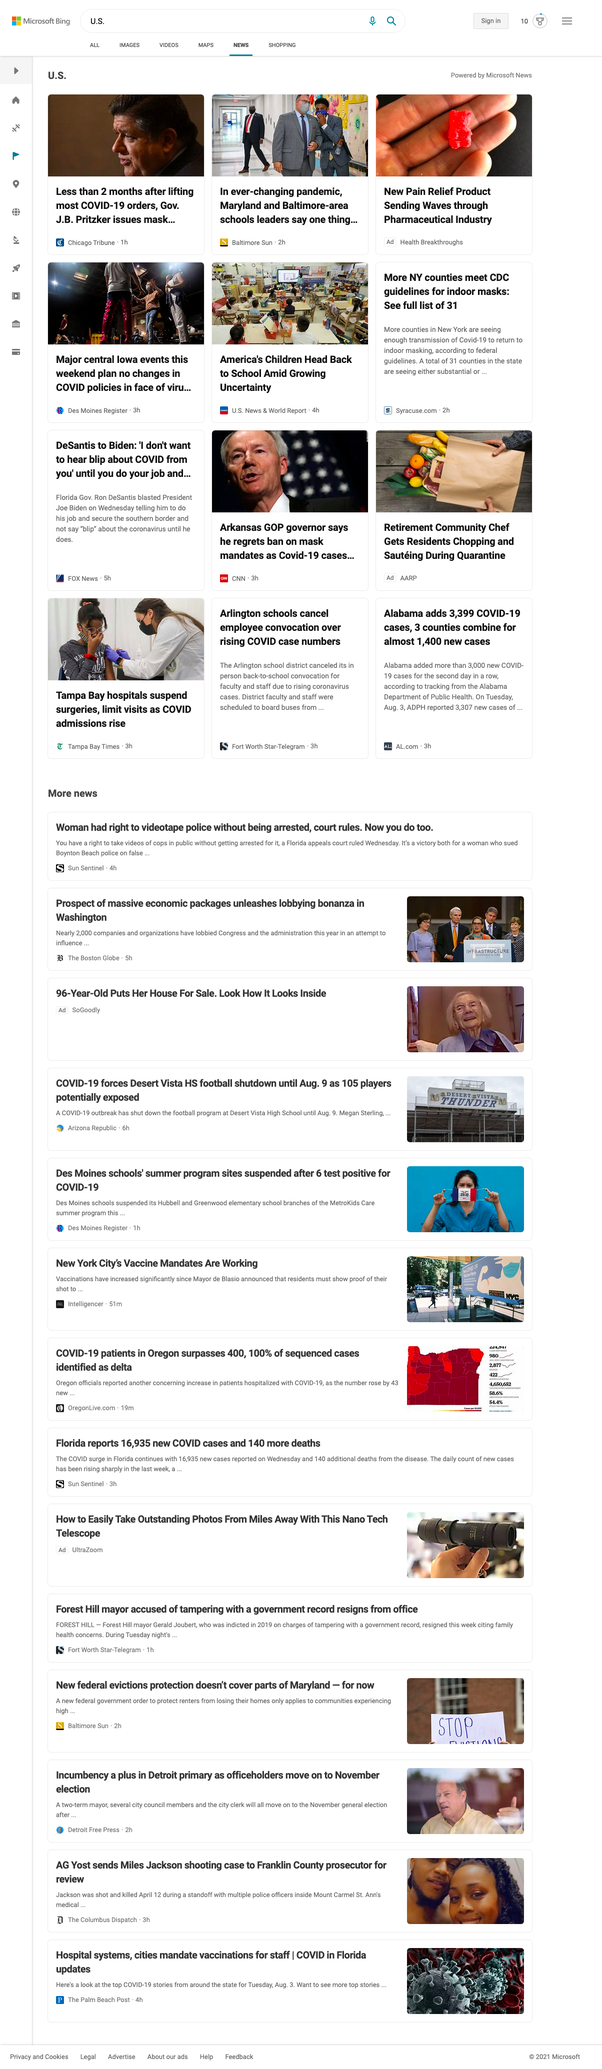 Microsoft Bing
U.S.
Sign in
10
ALL
IMAGES
VIDEOS
MAPS
NEWS
SHOPPING
U.S.
Powered by Microsoft News
Less than 2 months after lifting
most COVID-19 orders, Gov.
J.B. Pritzker issues mask...
Chicago Tribune · 1h
In ever-changing pandemic,
Maryland and Baltimore-area
schools leaders say one thing...
Baltimore Sun · 2h
New Pain Relief Product
Sending Waves through
Pharmaceutical Industry
Ad Health Breakthroughs
Major central Iowa events this
weekend plan no changes in
COVID policies in face of viru...
Des Moines Register · 3h
America's Children Head Back
to School Amid Growing
Uncertainty
U.S. News & World Report · 4h
More NY counties meet CDC
guidelines for indoor masks:
See full list of 31
More counties in New York are seeing
enough transmission of Covid-19 to return to
indoor masking, according to federal
guidelines. A total of 31 counties in the state
are seeing either substantial or ...
Syracuse.com · 2h
DeSantis to Biden: 'I don't want
to hear blip about COVID from
you' until you do your job and...
Florida Gov. Ron DeSantis blasted President
Joe Biden on Wednesday telling him to do
his job and secure the southern border and
not say "blip" about the coronavirus until he
does.
FOX News · 5h
Arkansas GOP governor says
he regrets ban on mask
mandates as Covid-19 cases...
CNN · 3h
Retirement Community Chef
Gets Residents Chopping and
Sautéing During Quarantine
Ad AARP
Tampa Bay hospitals suspend
surgeries, limit visits as COVID
admissions rise
Tampa Bay Times · 3h
Arlington schools cancel
employee convocation over
rising COVID case numbers
The Arlington school district canceled its in
person back-to-school convocation for
faculty and staff due to rising coronavirus
cases. District faculty and staff were
scheduled to board buses from ...
Fort Worth Star-Telegram · 3h
Alabama adds 3,399 COVID-19
cases, 3 counties combine for
almost 1,400 new cases
Alabama added more than 3,000 new COVID-
19 cases for the second day in a row,
according to tracking from the Alabama
Department of Public Health. On Tuesday,
Aug. 3, ADPH reported 3,307 new cases of ...
AL.com · 3h
More news
Woman had right to videotape police without being arrested, court rules. Now you do too.
You have a right to take videos of cops in public without getting arrested for it, a Florida appeals court ruled Wednesday. It's a victory both for a woman who sued
Boynton Beach police on false ...
Sun Sentinel · 4h
Prospect of massive economic packages unleashes lobbying bonanza in
Washington
Nearly 2,000 companies and organizations have lobbied Congress and the administration this year in an attempt to
influence ...
The Boston Globe · 5h
INFRASTRUCTURE
96-Year-Old Puts Her House For Sale. Look How It Looks Inside
Ad SoGoodly
COVID-19 forces Desert Vista HS football shutdown until Aug. 9 as 105 players
potentially exposed
A COVID-19 outbreak has shut down the football program at Desert Vista High School until Aug. 9. Megan Sterling, ...
Arizona Republic · 6h
DESERT VISTA
THUNDER
Des Moines schools' summer program sites suspended after 6 test positive for
COVID-19
Des Moines schools suspended its Hubbell and Greenwood elementary school branches of the MetroKids Care
summer program this ...
Des Moines Register · 1h
New York City's Vaccine Mandates Are Working
Vaccinations have increased significantly since Mayor de Blasio announced that residents must show proof of their
shot to ...
Intelligencer · 51m
NYC
COVID-19 patients in Oregon surpasses 400, 100% of sequenced cases
identified as delta
Oregon officials reported another concerning increase in patients hospitalized with COVID-19, as the number rose by 43
new ...
OregonLive.com · 19m
980
2,877
422
4,650,652
58.6%
54.4%
Florida reports 16,935 new COVID cases and 140 more deaths
The COVID surge in Florida continues with 16,935 new cases reported on Wednesday and 140 additional deaths from the disease. The daily count of new cases
has been rising sharply in the last week, a ...
Sun Sentinel · 3h
How to Easily Take Outstanding Photos From Miles Away With This Nano Tech
Telescope
Ad UltraZoom
Forest Hill mayor accused of tampering with a government record resigns from office
FOREST HILL — Forest Hill mayor Gerald Joubert, who was indicted in 2019 on charges of tampering with a government record, resigned this week citing family
health concerns. During Tuesday night's ...
Fort Worth Star-Telegram · 1h
New federal evictions protection doesn't cover parts of Maryland — for now
A new federal government order to protect renters from losing their homes only applies to communities experiencing
high ...
Baltimore Sun · 2h
STOP
EVICTIONS
Incumbency a plus in Detroit primary as officeholders move on to November
election
A two-term mayor, several city council members and the city clerk will all move on to the November general election
after ...
Detroit Free Press · 2h
AG Yost sends Miles Jackson shooting case to Franklin County prosecutor for
review
Jackson was shot and killed April 12 during a standoff with multiple police officers inside Mount Carmel St. Ann's
medical ...
The Columbus Dispatch · 3h
Hospital systems, cities mandate vaccinations for staff | COVID in Florida
updates
Here's a look at the top COVID-19 stories from around the state for Tuesday, Aug. 3. Want to see more top stories ...
The Palm Beach Post · 4h
Privacy and Cookies
Legal
Advertise
About our ads
Help
Feedback
© 2021 Microsoft